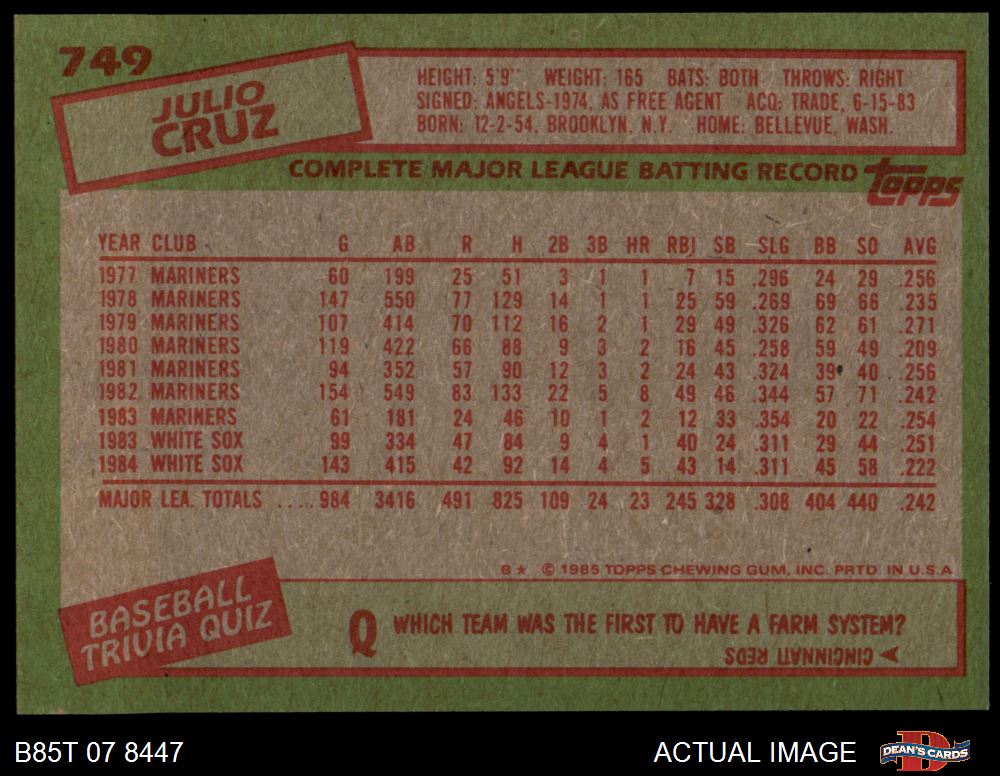 749
JULIO
CRUZ
HEIGHT: 5'9" WEIGHT: 165 BATS: BOTH THROWS: RIGHT
SIGNED: ANGELS-1974, AS FREE AGENT ACQ: TRADE, 6-15-83
BORN: 12-2-54, BROOKLYN, N.Y. HOME: BELLEVUE, WASH.
COMPLETE MAJOR LEAGUE BATTING RECORD topps
YEAR CLUB G AB R H 2B 3B HR RBI SB SLG BB SO AVG
1977 MARINERS 60 199 25 51 3 1 1 7 15 .296 24 29 .256
1978 MARINERS 147 550 77 129 14 1 1 25 59 .269 69 66 .235
1979 MARINERS 107 414 70 112 16 2 1 29 49 .326 62 61 .271
1980 MARINERS 119 422 66 88 9 3 2 16 45 .258 59 49 .209
1981 MARINERS 94 352 57 90 12 3 2 24 43 .324 39 40 .256
1982 MARINERS 154 549 83 133 22 5 8 49 46 .344 57 71 .242
1983 MARINERS 61 181 24 46 10 1 2 12 33 .354 20 22 .254
1983 WHITE SOX 99 334 47 84 9 4 1 40 24 .311 29 44 .251
1984 WHITE SOX 143 415 42 92 14 4 5 43 14 .311 45 58 .222
MAJOR LEA. TOTALS ..... 984 3416 491 825 109 24 23 245 328 .308 404 440 .242
B★ © 1985 TOPPS CHEWING GUM, INC. PRTD. IN U.S.A
BASEBALL
TRIVIA QUIZ
Q WHICH TEAM WAS THE FIRST TO HAVE A FARM SYSTEM?
CINCINNATI REDS
B85T 07 8447
ACTUAL IMAGE
DEAN'S CARDS